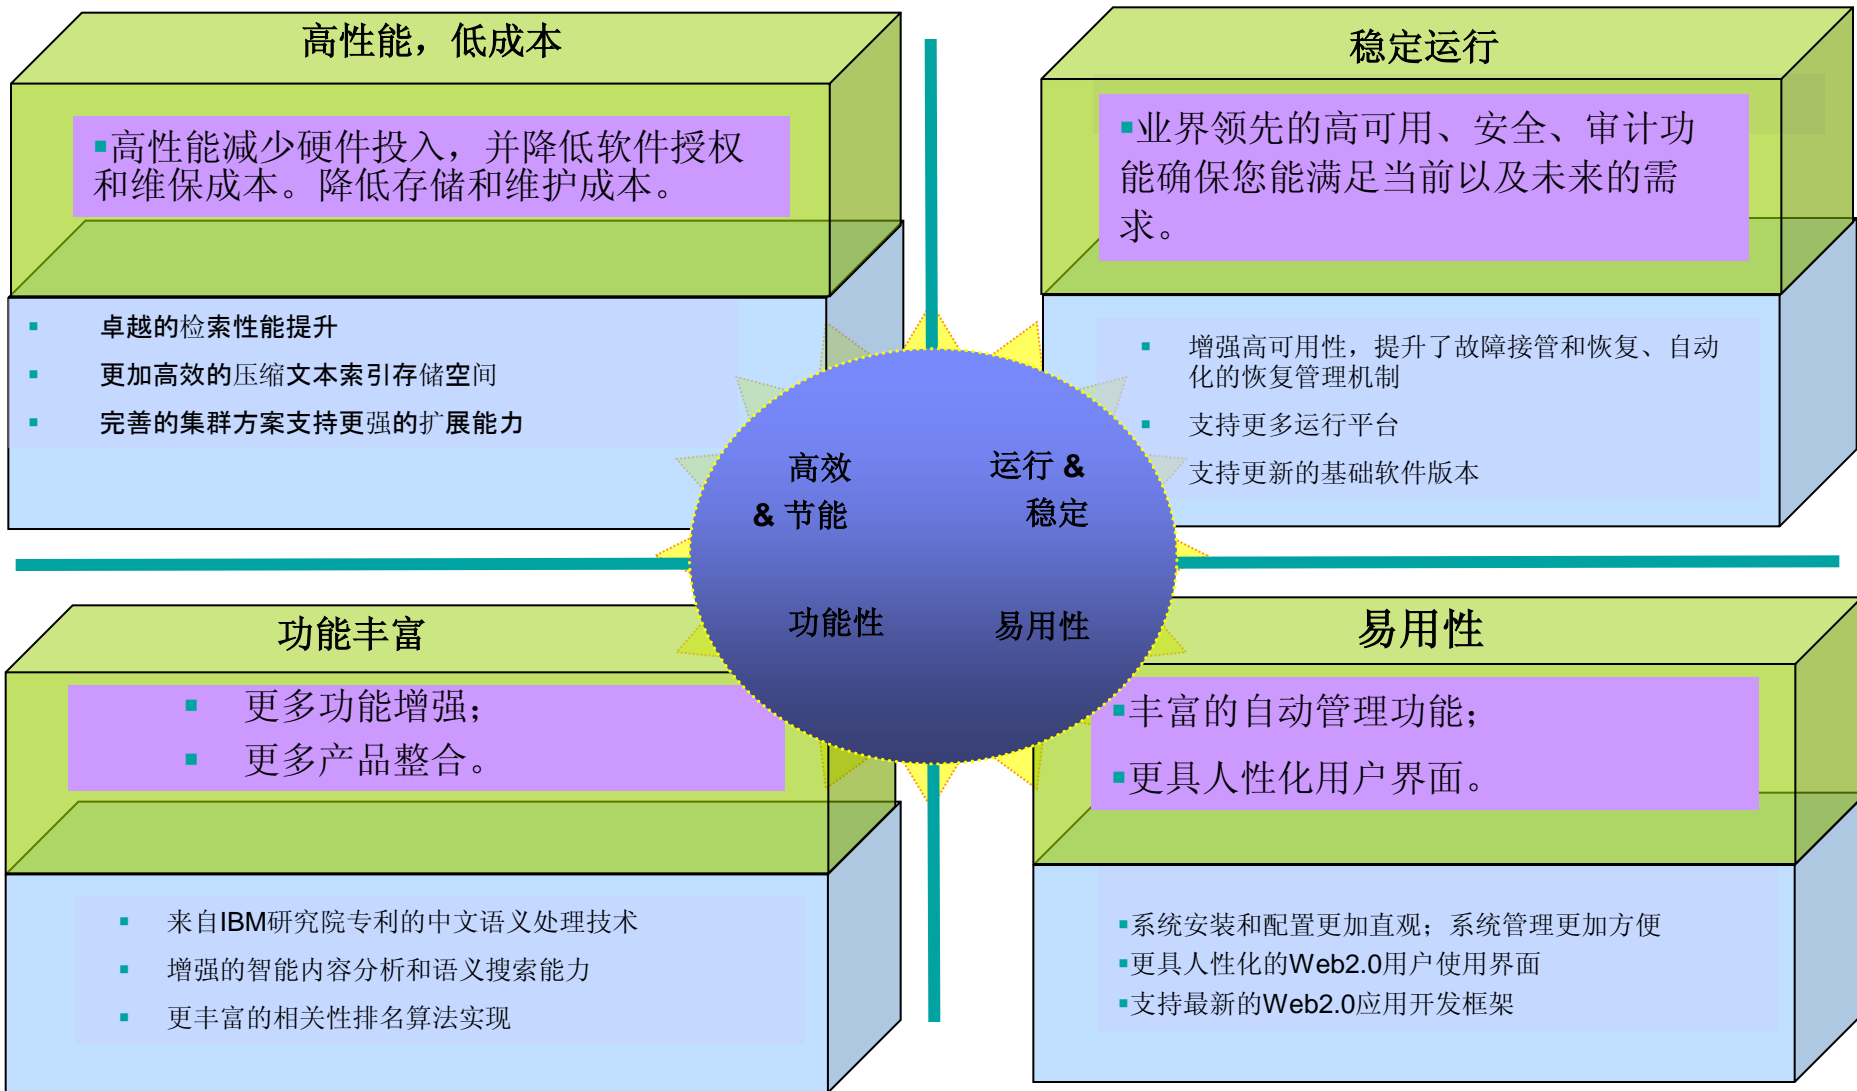 高性能，低成本
▪高性能减少硬件投入，并降低软件授权
和维保成本。降低存储和维护成本。
▪ 卓越的检索性能提升
▪ 更加高效的压缩文本索引存储空间
▪ 完善的集群方案支持更强的扩展能力
稳定运行
▪业界领先的高可用、安全、审计功
能确保您能满足当前以及未来的需
求。
▪ 增强高可用性，提升了故障接管和恢复、自动
化的恢复管理机制
▪ 支持更多运行平台
▪ 支持更新的基础软件版本
高效
& 节能
运行 &
稳定
功能性
易用性
功能丰富
▪ 更多功能增强；
▪ 更多产品整合。
▪ 来自IBM研究院专利的中文语义处理技术
▪ 增强的智能内容分析和语义搜索能力
▪ 更丰富的相关性排名算法实现
易用性
▪丰富的自动管理功能；
▪更具人性化用户界面。
▪系统安装和配置更加直观；系统管理更加方便
▪更具人性化的Web2.0用户使用界面
▪支持最新的Web2.0应用开发框架